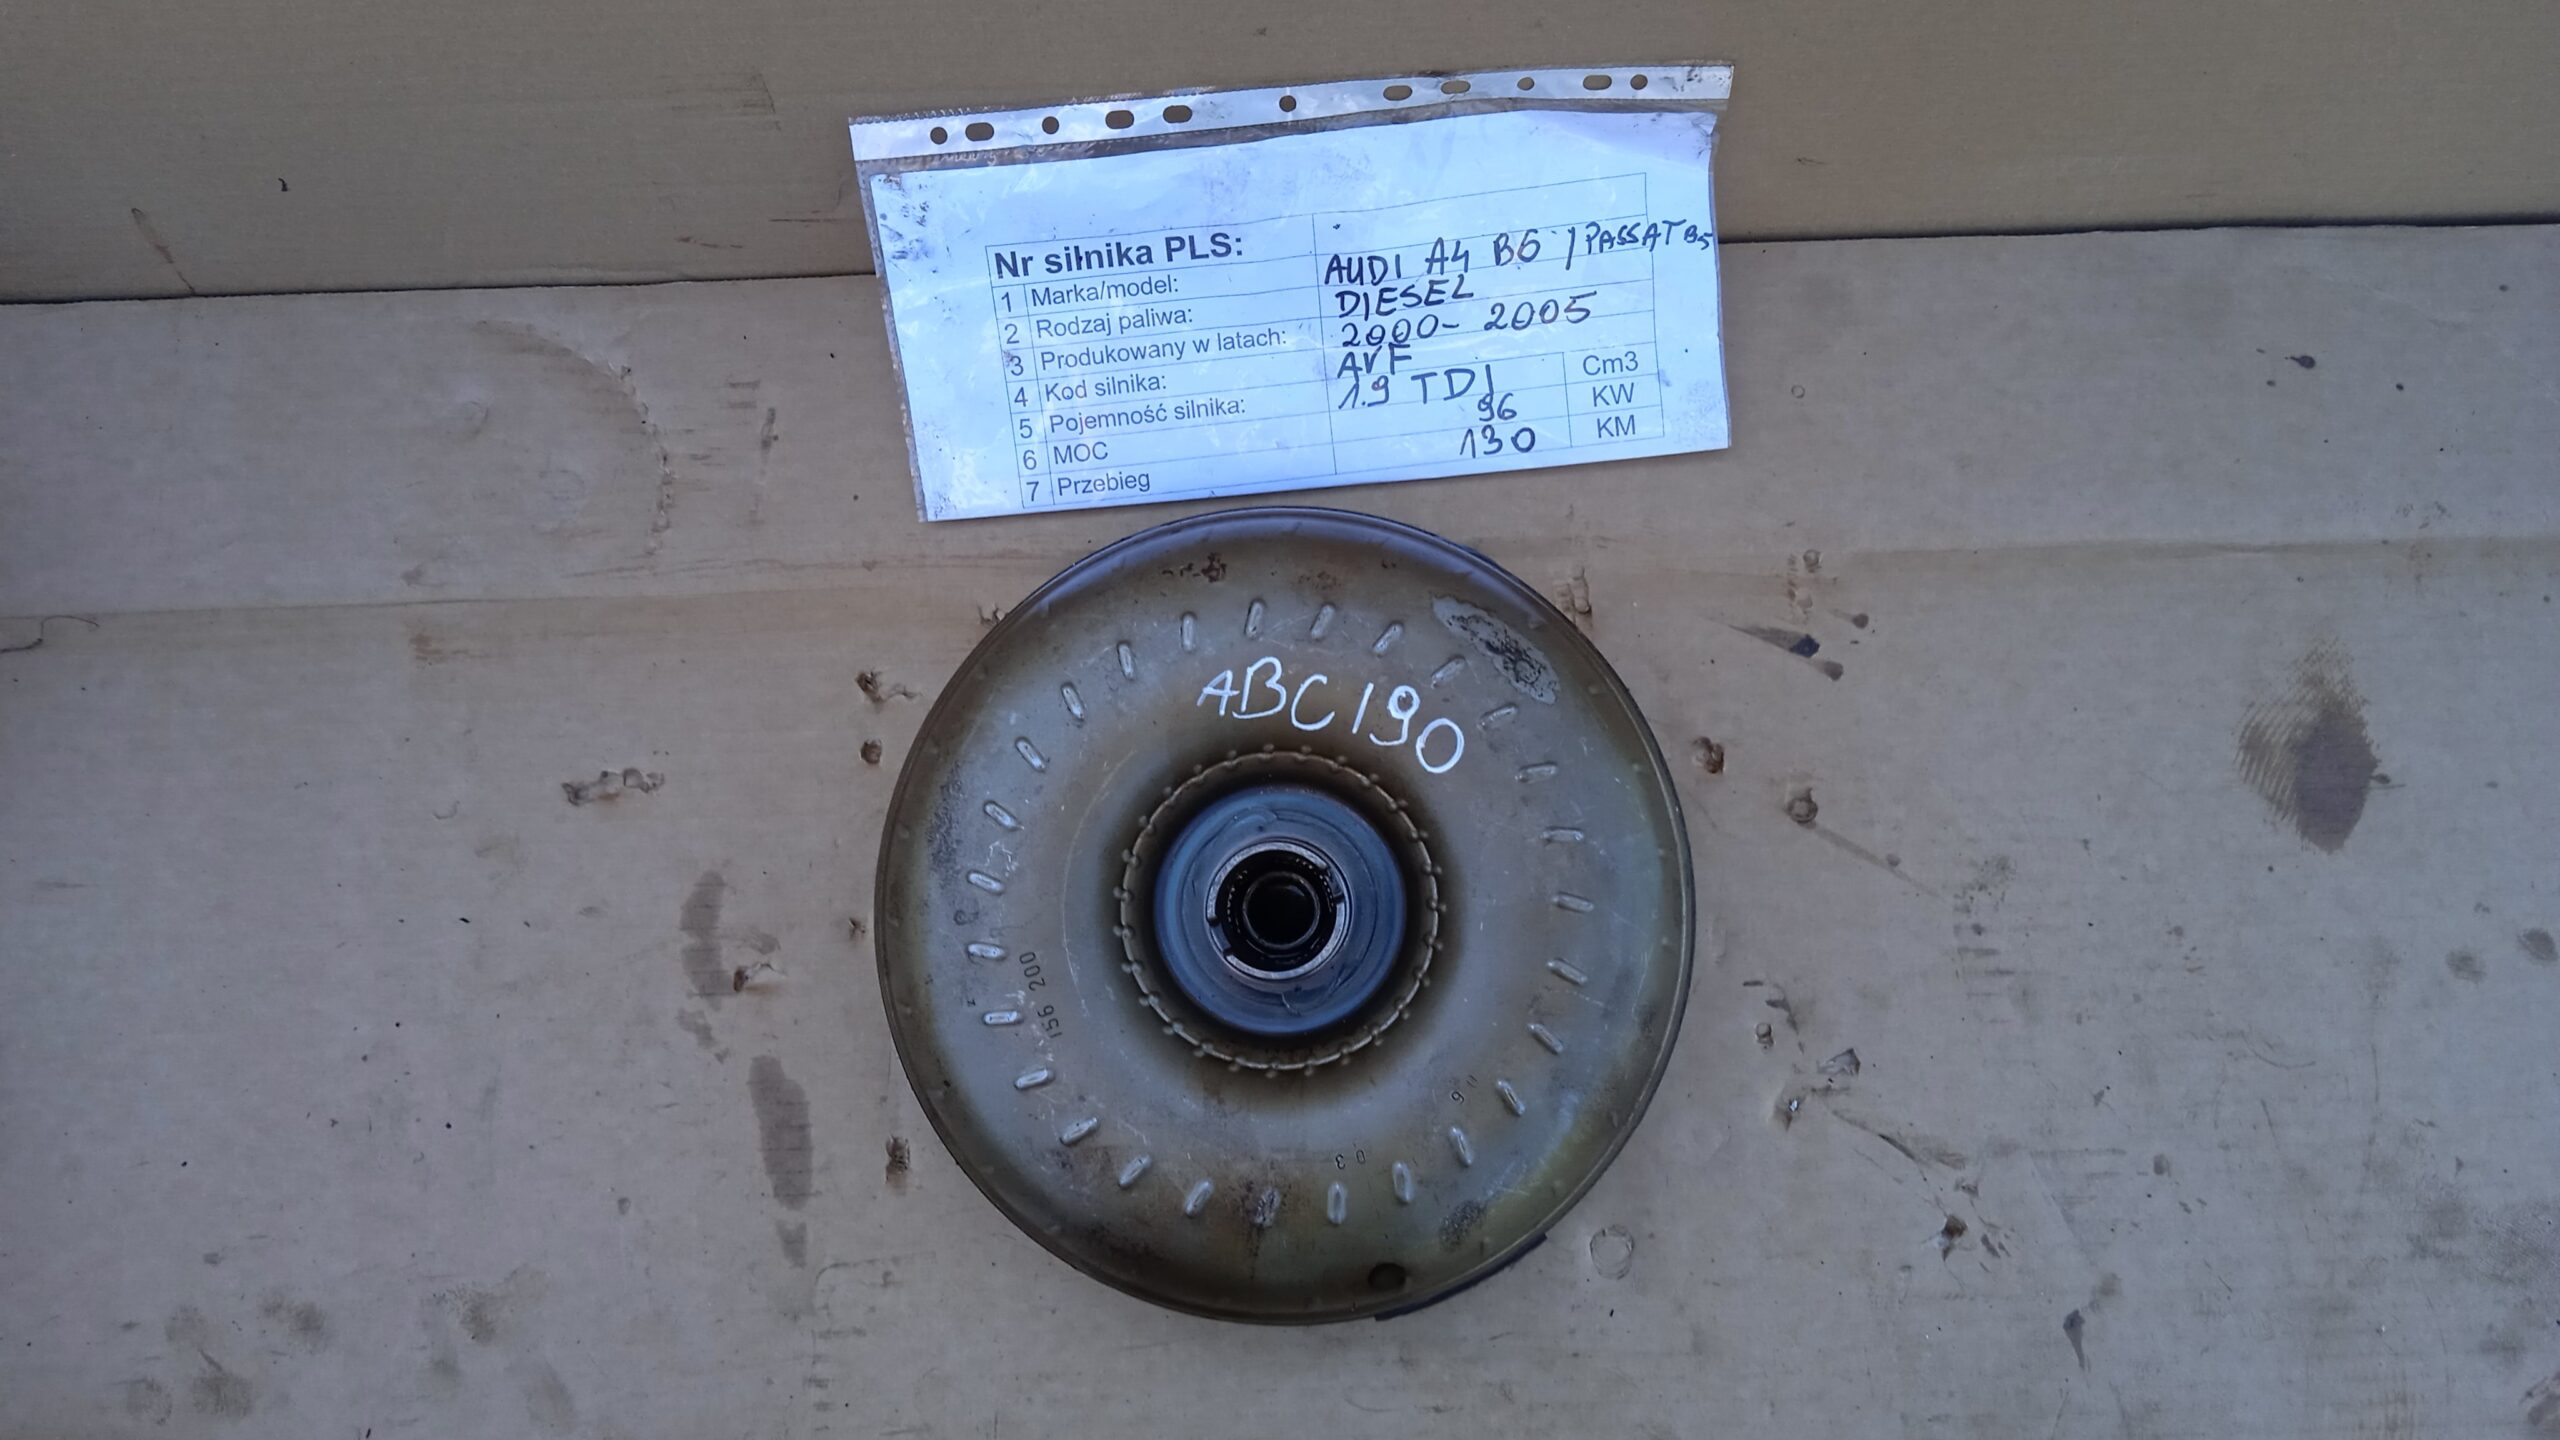 Nr silnika PLS:
1 Marka/model: AUDI A4 B6 / PASSAT B5
2 Rodzaj paliwa: DIESEL
3 Produkowany w latach: 2000- 2005
4 Kod silnika: AVF
5 Pojemność silnika: 1.9 TDI Cm3
6 MOC 96 KW
7 Przebieg 130 KM
ABC190
156 200
03